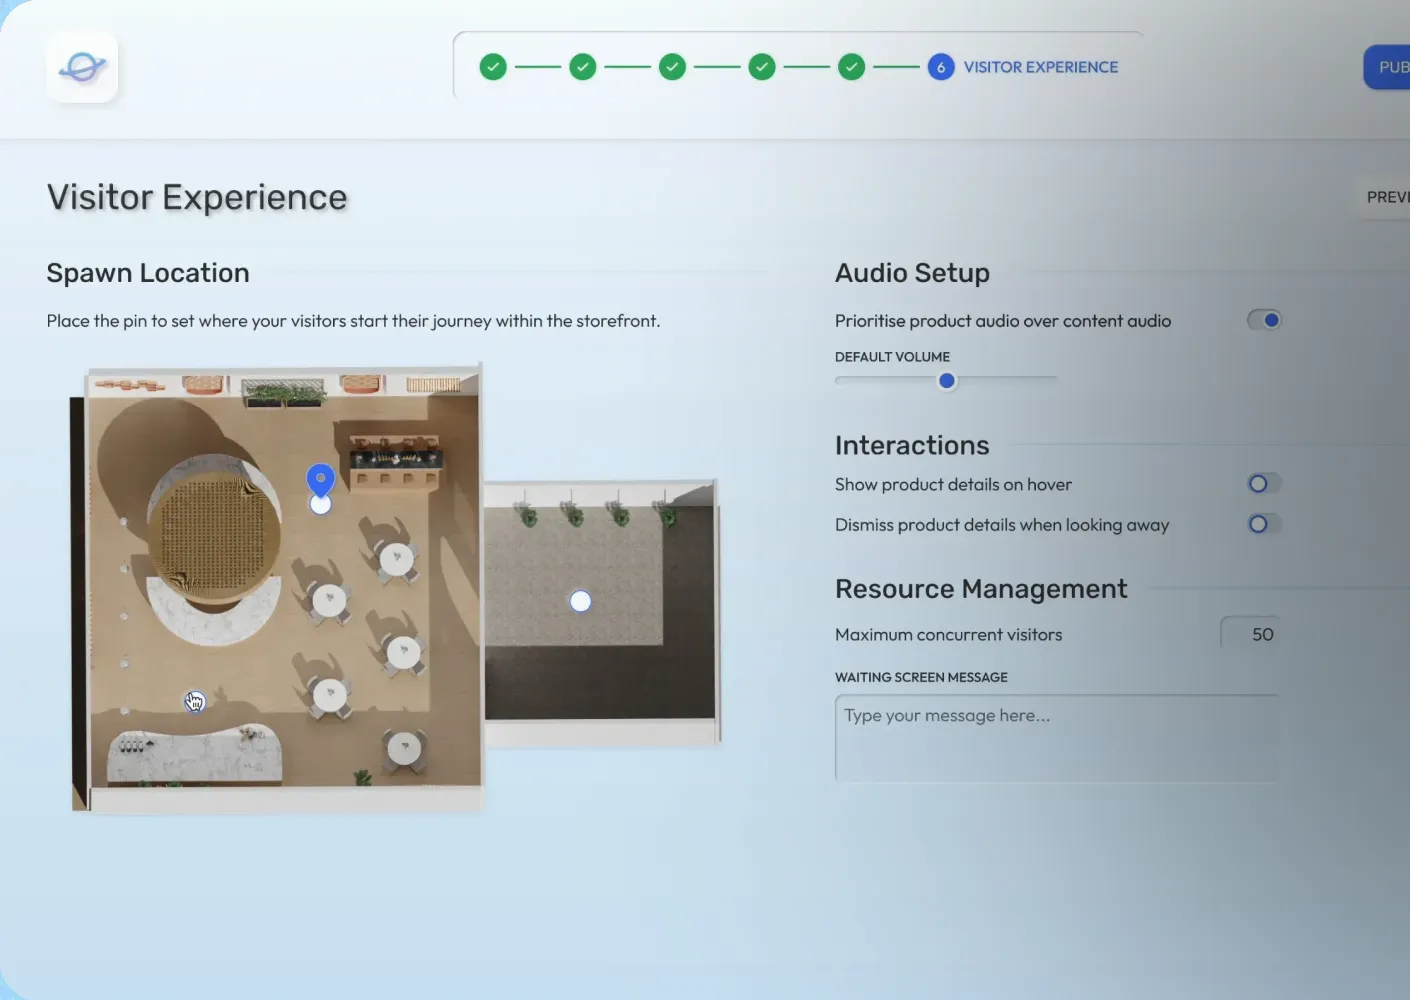 6 VISITOR EXPERIENCE
PUB
Visitor Experience
PREVI
Spawn Location
Place the pin to set where your visitors start their journey within the storefront.
Audio Setup
Prioritise product audio over content audio
DEFAULT VOLUME
Interactions
Show product details on hover
Dismiss product details when looking away
Resource Management
Maximum concurrent visitors
50
WAITING SCREEN MESSAGE
Type your message here...